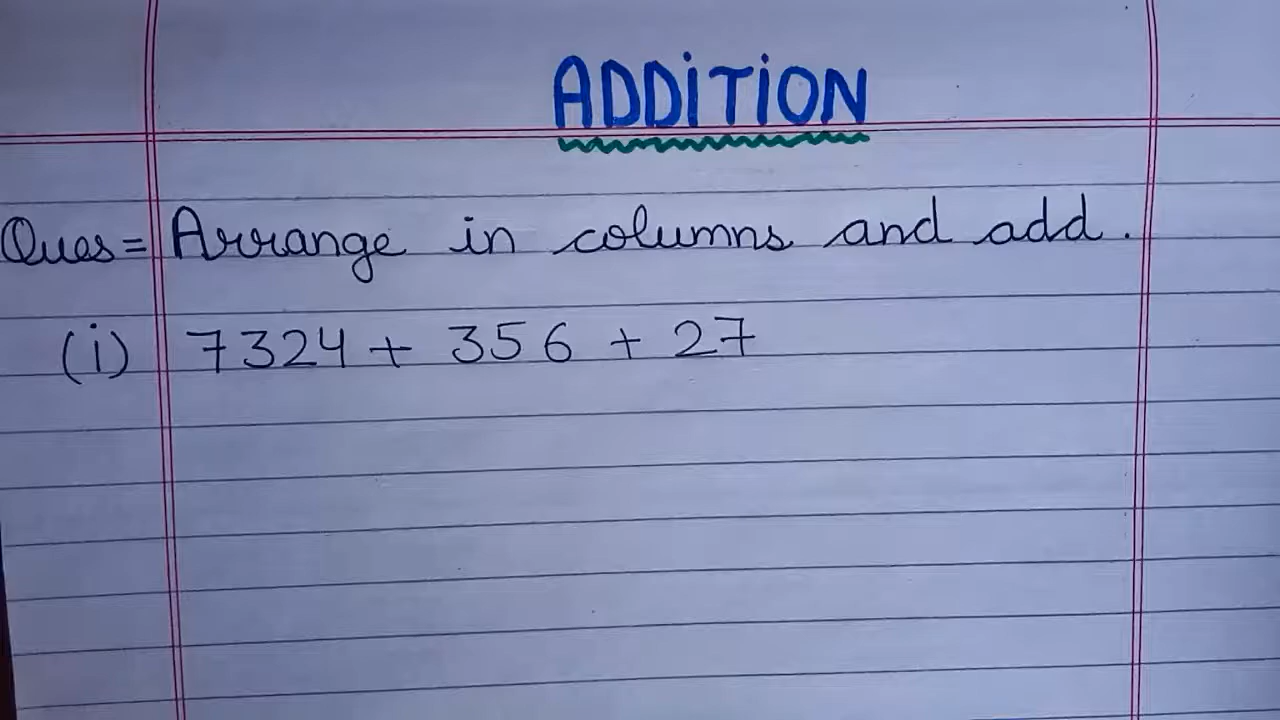 ADDiTiON
Ques= Arrange in columns and add.
(i) 7324 + 356 + 27